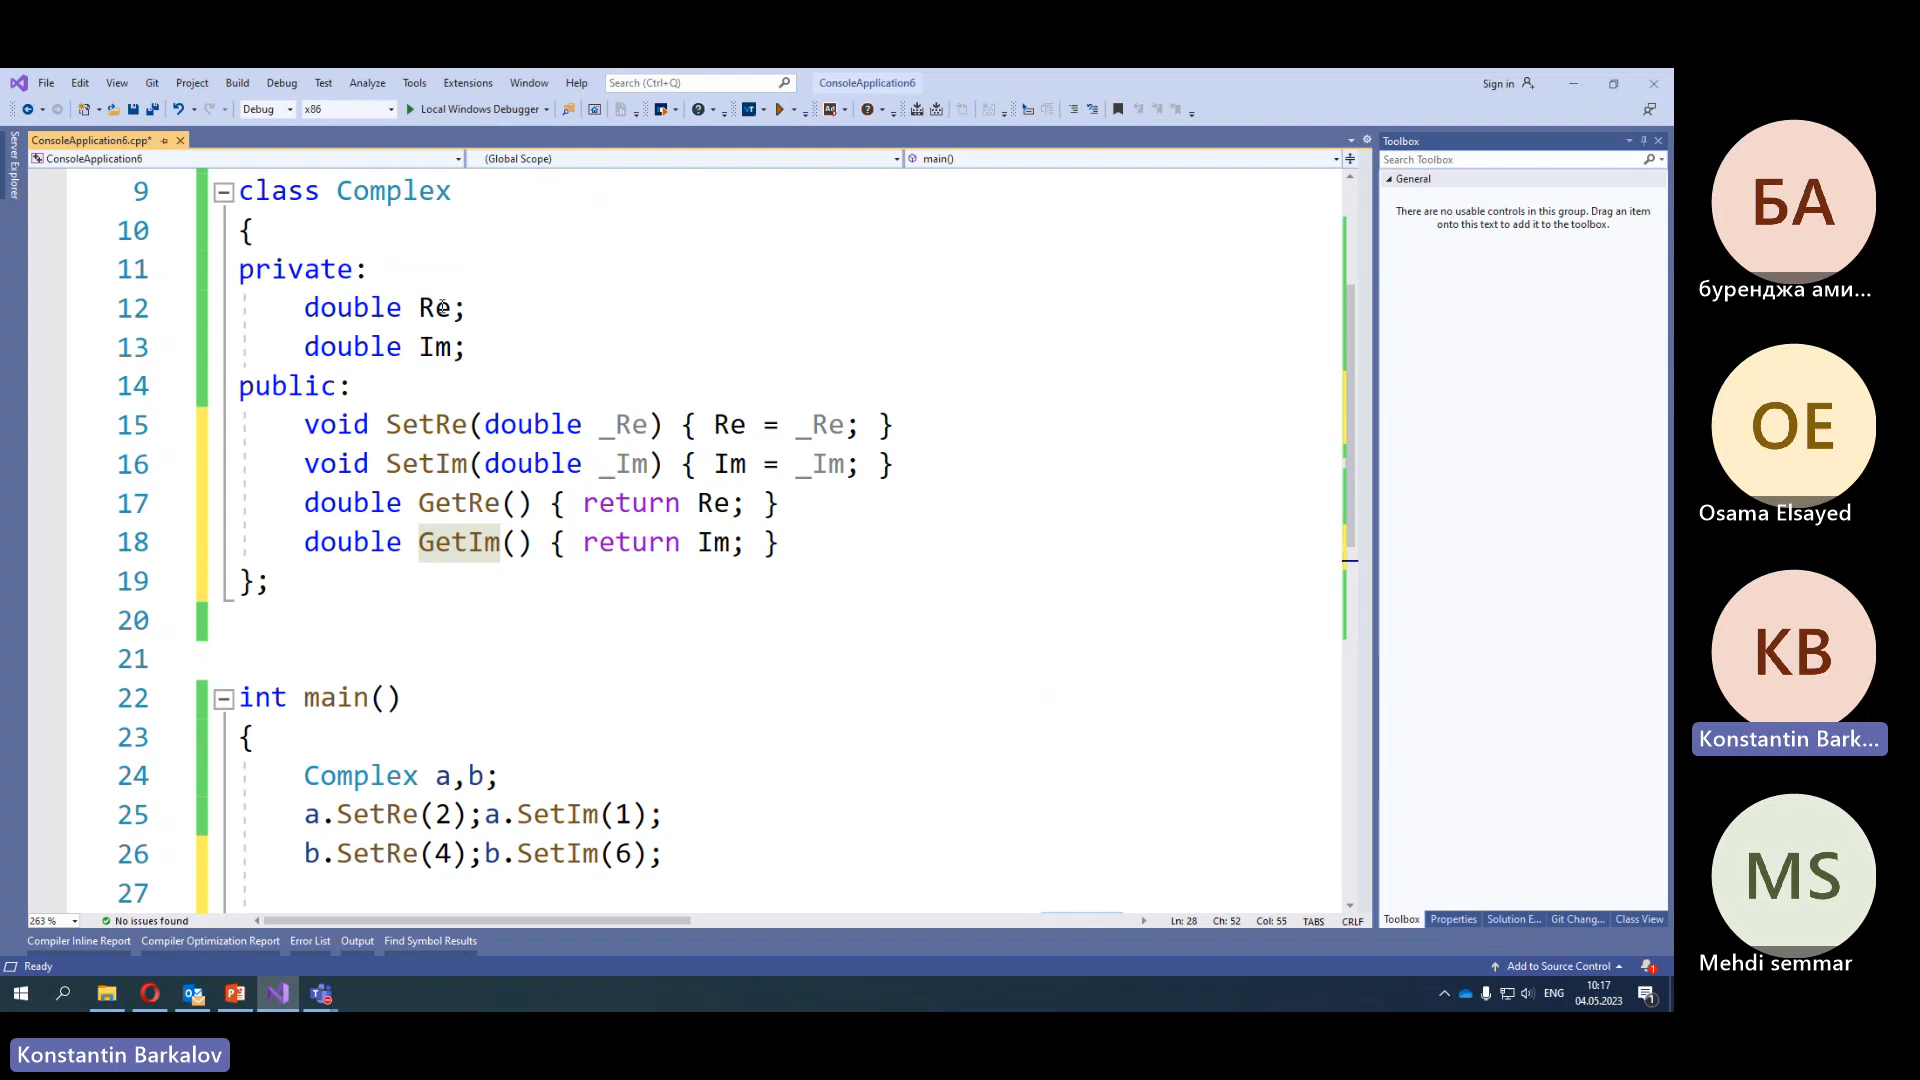 File Edit View Git Project Build Debug Test Analyze Tools Extensions Window Help Search (Ctrl+Q) ConsoleApplication6 Sign in
Debug x86 Local Windows Debugger
Server Explorer
ConsoleApplication6.cpp*
ConsoleApplication6 (Global Scope) main()
9 class Complex
10 {
11 private:
12 double Re;
13 double Im;
14 public:
15 void SetRe(double _Re) { Re = _Re; }
16 void SetIm(double _Im) { Im = _Im; }
17 double GetRe() { return Re; }
18 double GetIm() { return Im; }
19 };
20
21
22 int main()
23 {
24 Complex a,b;
25 a.SetRe(2);a.SetIm(1);
26 b.SetRe(4);b.SetIm(6);
27
263 % No issues found Ln: 28 Ch: 52 Col: 55 TABS CRLF
Toolbox
Search Toolbox
General
There are no usable controls in this group. Drag an item
onto this text to add it to the toolbox.
Toolbox Properties Solution E... Git Chang... Class View
Compiler Inline Report Compiler Optimization Report Error List Output Find Symbol Results
Ready Add to Source Control 1
ENG 10:17
04.05.2023 1
БА
буренджа ами...
OE
Osama Elsayed
KB
Konstantin Bark...
MS
Mehdi semmar
Konstantin Barkalov